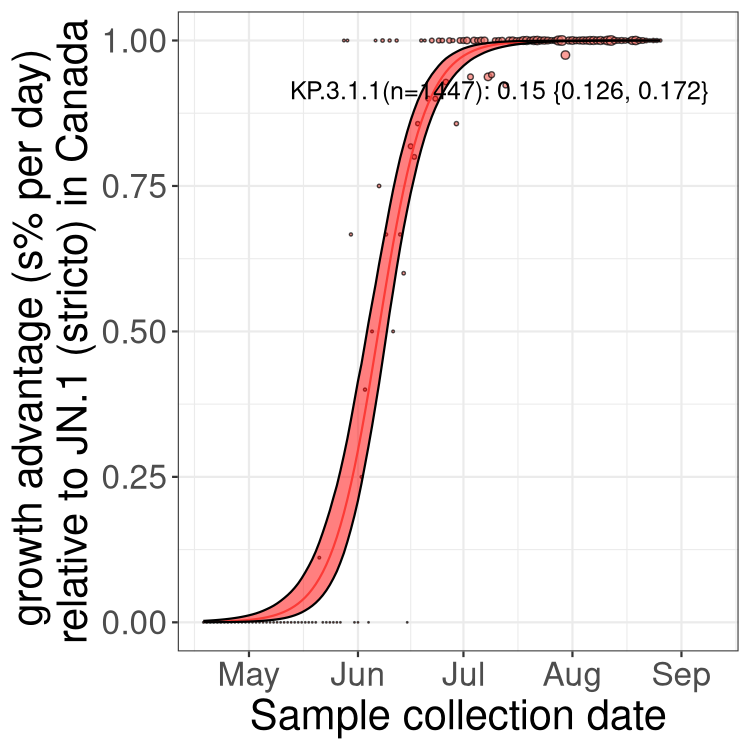 growth advantage (s% per day)
relative to JN.1 (stricto) in Canada
1.00
0.75
0.50
0.25
0.00
KP.3.1.1(n=1447): 0.15 {0.126, 0.172}
May Jun Jul Aug Sep
Sample collection date